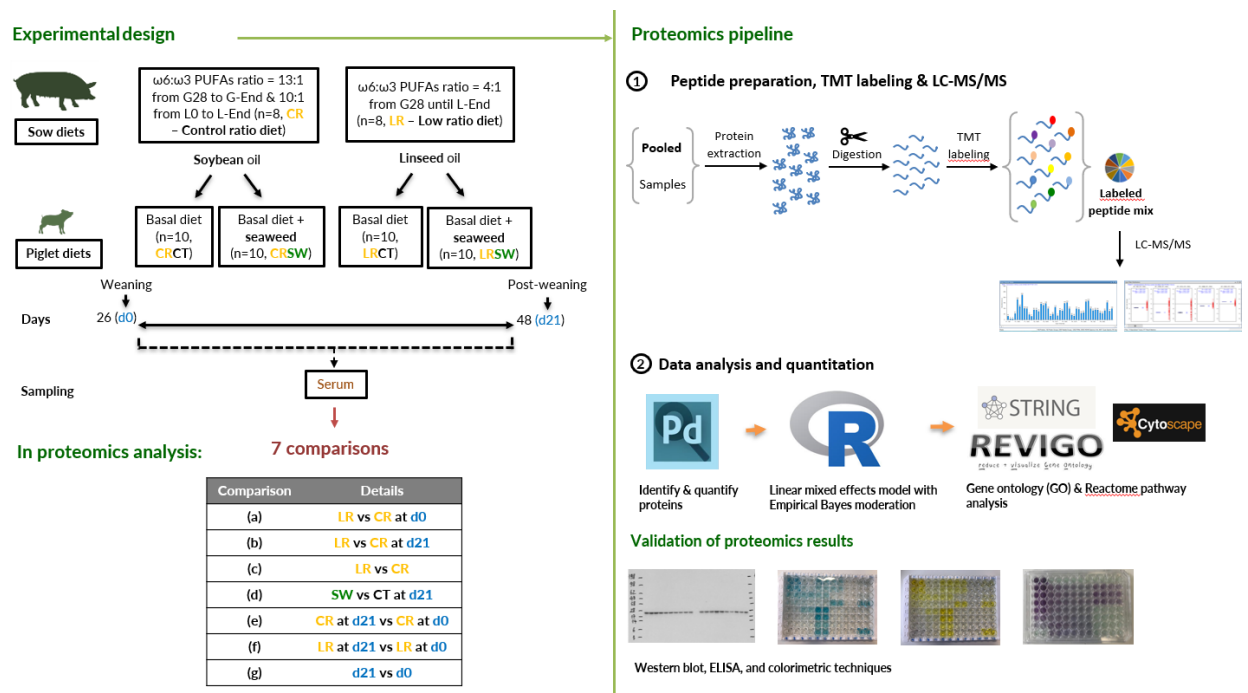 Experimental design
Sow diets
ω6:ω3 PUFAs ratio = 13:1
from G28 to G-End & 10:1
from L0 to L-End (n=8, CR
– Control ratio diet)
ω6:ω3 PUFAs ratio = 4:1
from G28 until L-End
(n=8, LR – Low ratio diet)
Soybean oil
Linseed oil
Piglet diets
Basal diet
(n=10,
CRCT)
Basal diet +
seaweed
(n=10, CRSW)
Basal diet
(n=10,
LRCT)
Basal diet +
seaweed
(n=10, LRSW)
Weaning
Post-weaning
Days
26 (d0)
48 (d21)
Sampling
Serum
In proteomics analysis:
7 comparisons
Comparison Details
(a) LR vs CR at d0
(b) LR vs CR at d21
(c) LR vs CR
(d) SW vs CT at d21
(e) CR at d21 vs CR at d0
(f) LR at d21 vs LR at d0
(g) d21 vs d0
Proteomics pipeline
1 Peptide preparation, TMT labeling & LC-MS/MS
Pooled
Samples
Protein
extraction
Digestion
TMT
labeling
Labeled
peptide mix
LC-MS/MS
2 Data analysis and quantitation
Pd
R
STRING
REVIGO
reduce + visualize Gene Ontology
Cytoscape
Identify & quantify
proteins
Linear mixed effects model with
Empirical Bayes moderation
Gene ontology (GO) & Reactome pathway
analysis
Validation of proteomics results
Western blot, ELISA, and colorimetric techniques